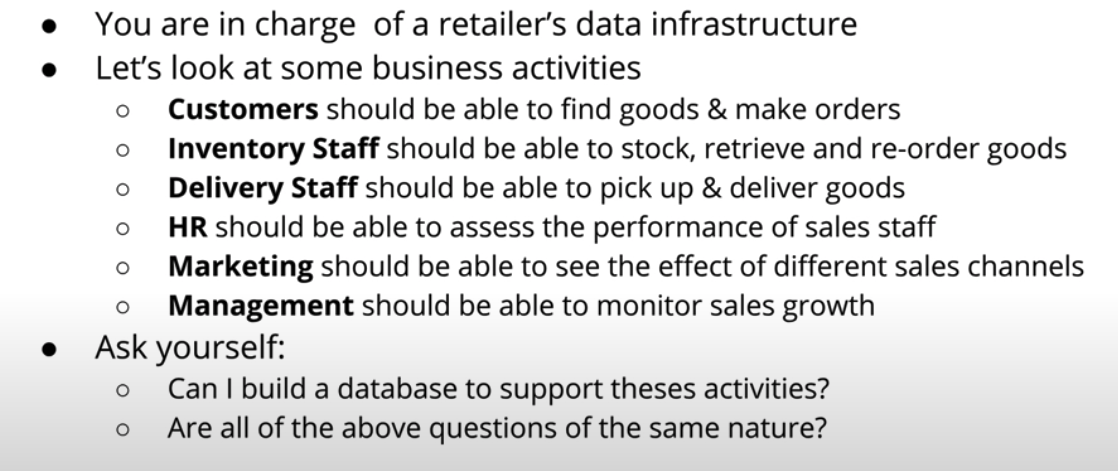 ● You are in charge  of a retailer's data infrastructure
● Let's look at some business activities
○ Customers should be able to find goods & make orders
○ Inventory Staff should be able to stock, retrieve and re-order goods
○ Delivery Staff should be able to pick up & deliver goods
○ HR should be able to assess the performance of sales staff
○ Marketing should be able to see the effect of different sales channels
○ Management should be able to monitor sales growth
● Ask yourself:
○ Can I build a database to support theses activities?
○ Are all of the above questions of the same nature?